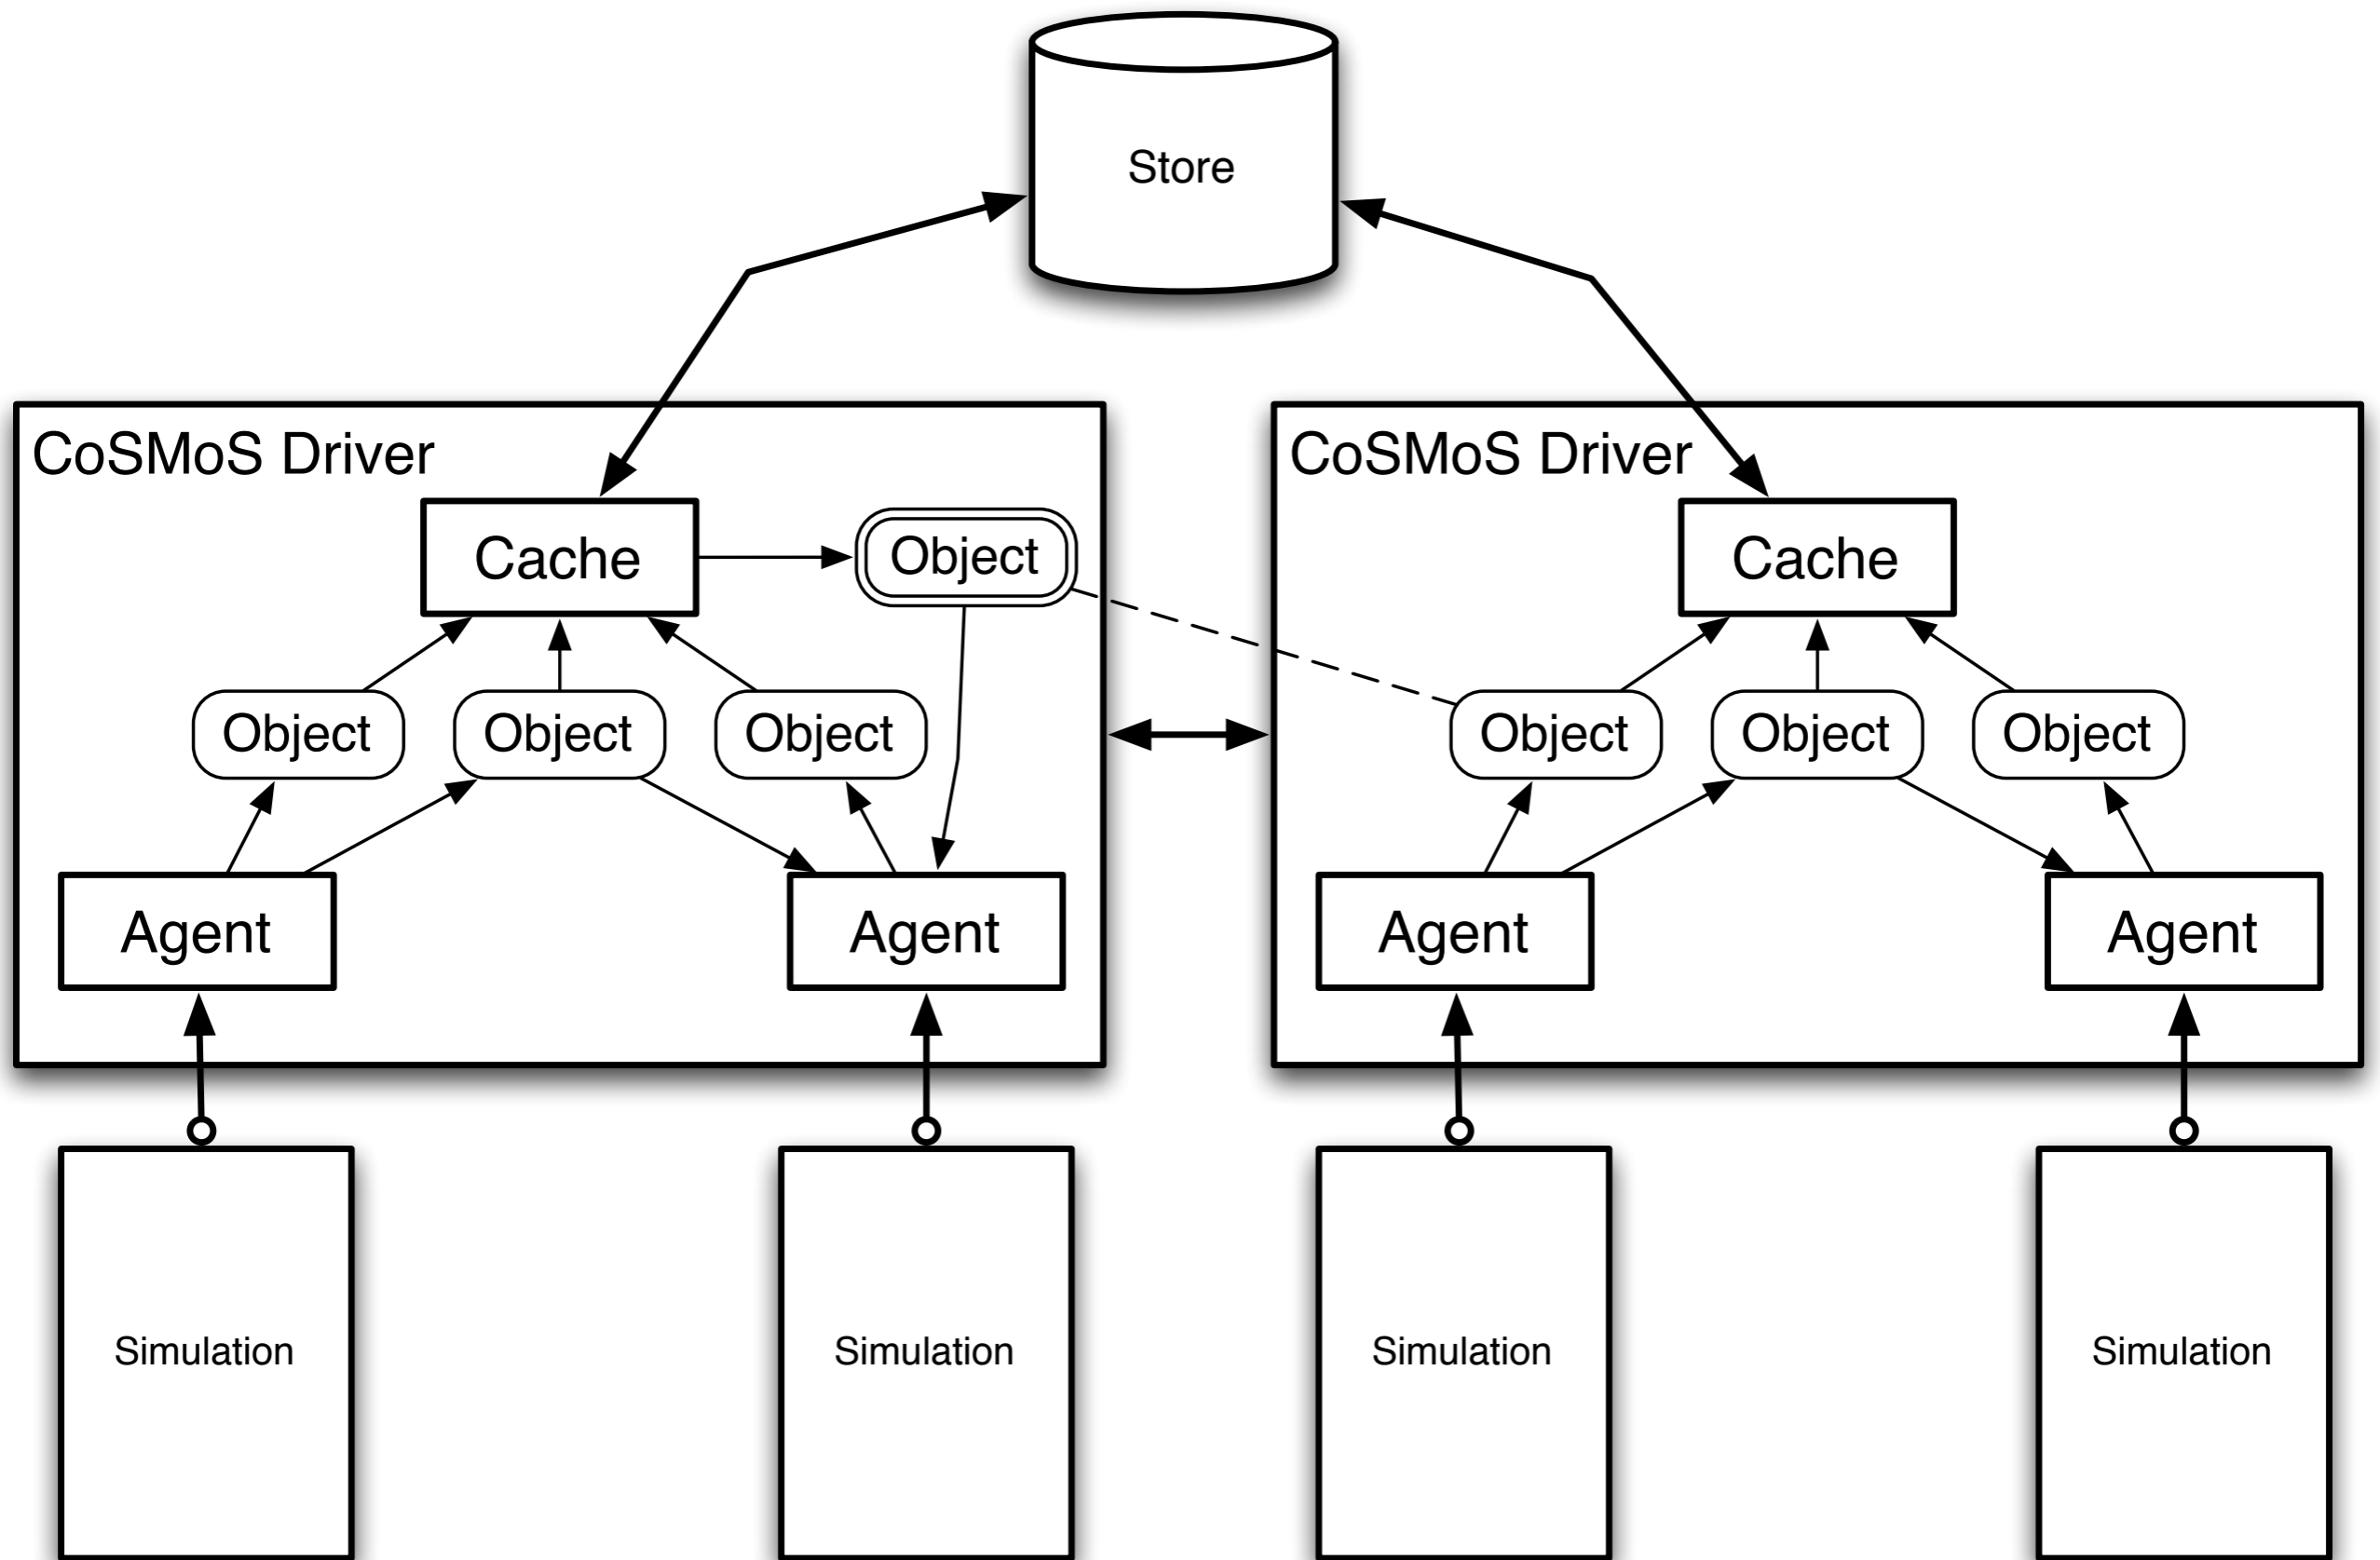 Store
CoSMoS Driver
Cache
Object
Object
Object
Object
Agent
Agent
CoSMoS Driver
Cache
Object
Object
Object
Agent
Agent
Simulation
Simulation
Simulation
Simulation